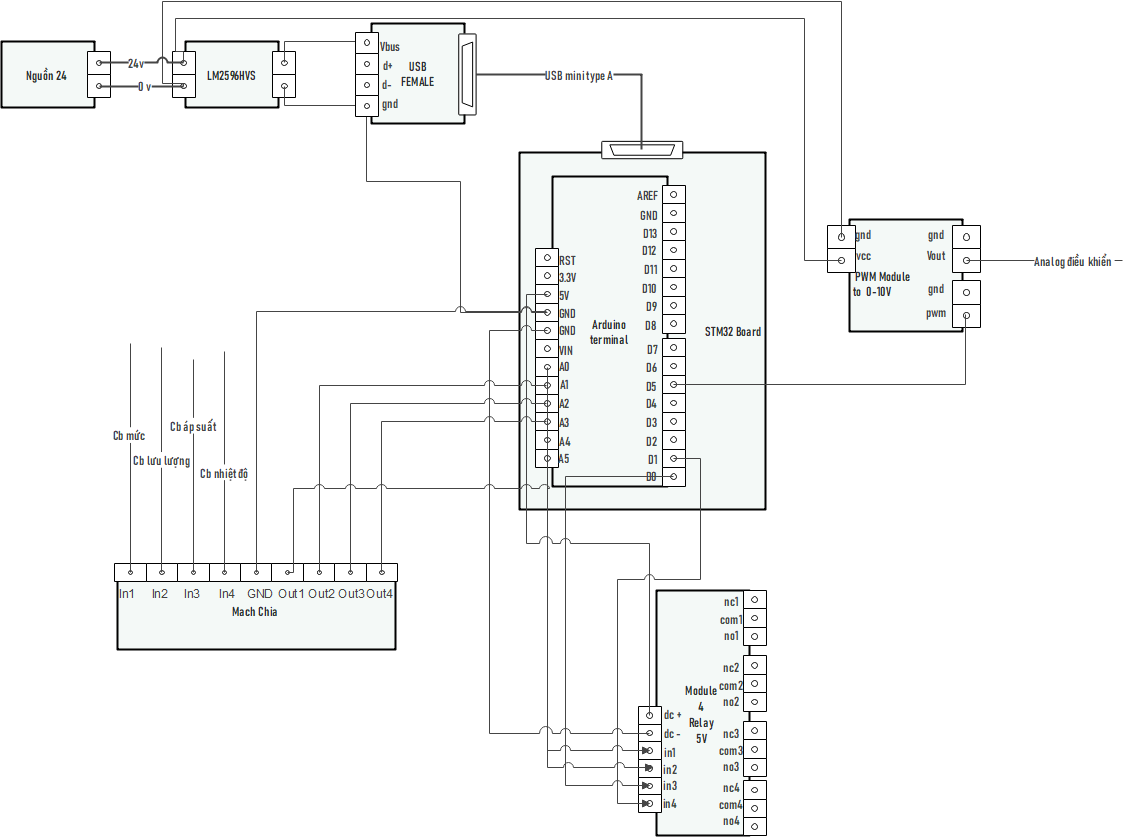 Nguồn 24
24v
0 v
LM2596HVS
Vbus
d+
d-
gnd
USB
FEMALE
USB mini type A
AREF
GND
D13
D12
D11
D10
D9
D8
D7
D6
D5
D4
D3
D2
D1
D0
RST
3.3V
5V
GND
GND
VIN
A0
A1
A2
A3
A4
A5
Arduino
terminal
STM32 Board
gnd
vcc
gnd
Vout
gnd
pwm
PWM Module
to 0-10V
Analog điều khiển
Cb mức
Cb lưu lượng
Cb áp suất
Cb nhiệt độ
In1
In2
In3
In4
GND
Out1
Out2
Out3
Out4
Mach Chia
nc1
com1
no1
nc2
com2
no2
nc3
com3
no3
nc4
com4
no4
Module
4
Relay
5V
dc +
dc -
in1
in2
in3
in4